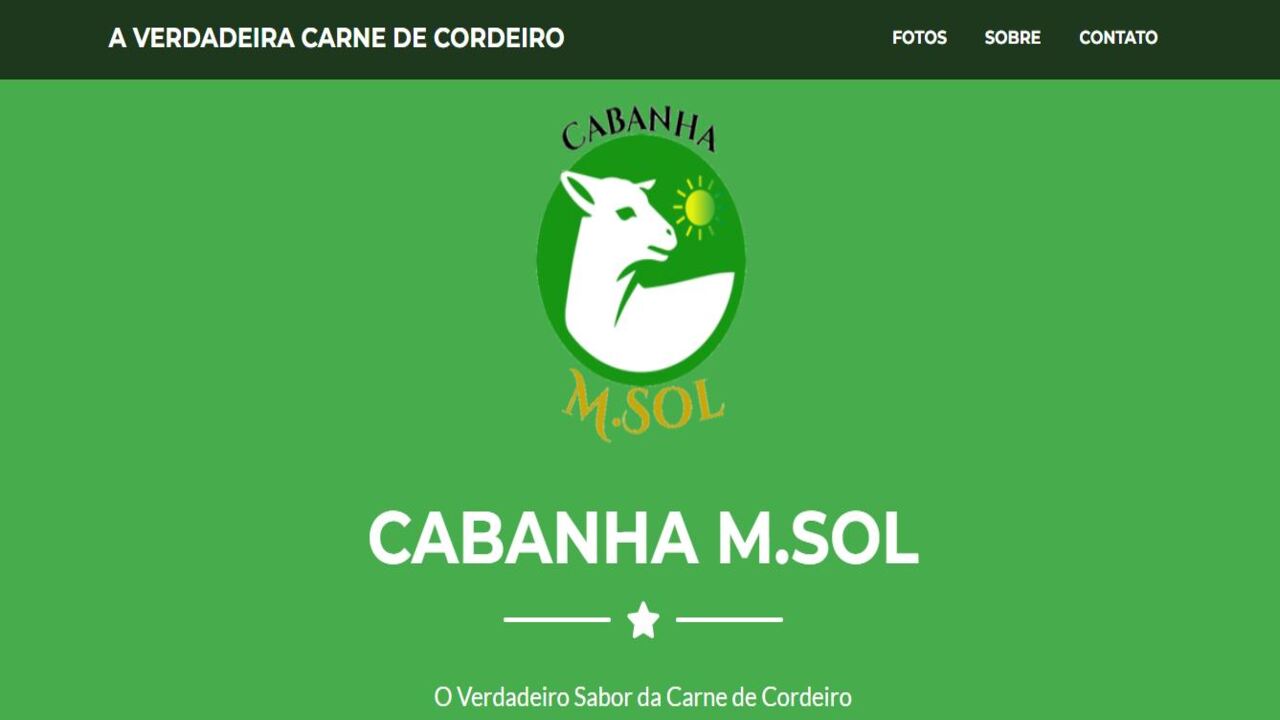 A VERDADEIRA CARNE DE CORDEIRO
FOTOS SOBRE CONTATO
CABANHA
M.SOL
CABANHA M.SOL
O Verdadeiro Sabor da Carne de Cordeiro